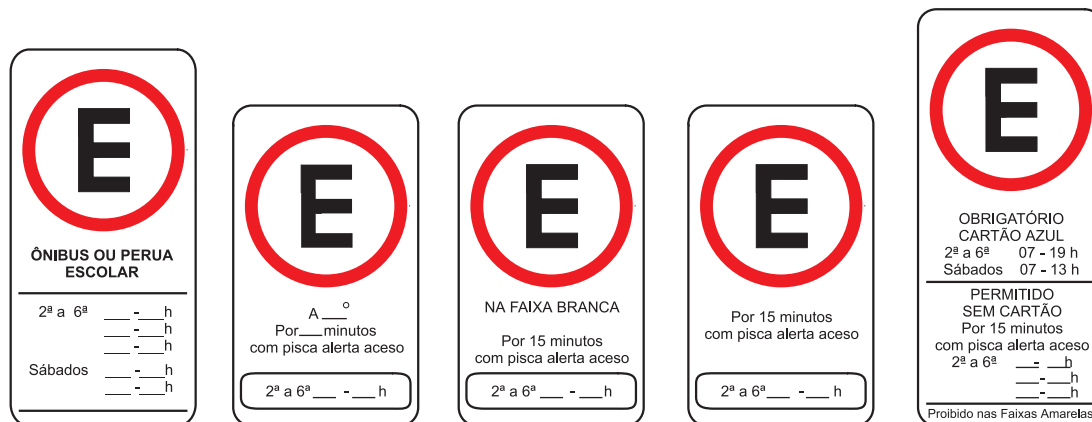 E
ÔNIBUS OU PERUA
ESCOLAR
2ª a 6ª ___ -___h
___ -___h
___ -___h
Sábados ___ -___h
___ -___h
E
A ___°
Por___minutos
com pisca alerta aceso
2ª a 6ª ___ -___ h
E
NA FAIXA BRANCA
Por 15 minutos
com pisca alerta aceso
2ª a 6ª ___ -___ h
E
Por 15 minutos
com pisca alerta aceso
2ª a 6ª ___ -___ h
E
OBRIGATÓRIO
CARTÃO AZUL
2ª a 6ª 07 - 19 h
Sábados 07 - 13 h
PERMITIDO
SEM CARTÃO
Por 15 minutos
com pisca alerta aceso
2ª a 6ª ___-___h
___-___h
___-___h
Proibido nas Faixas Amarelas